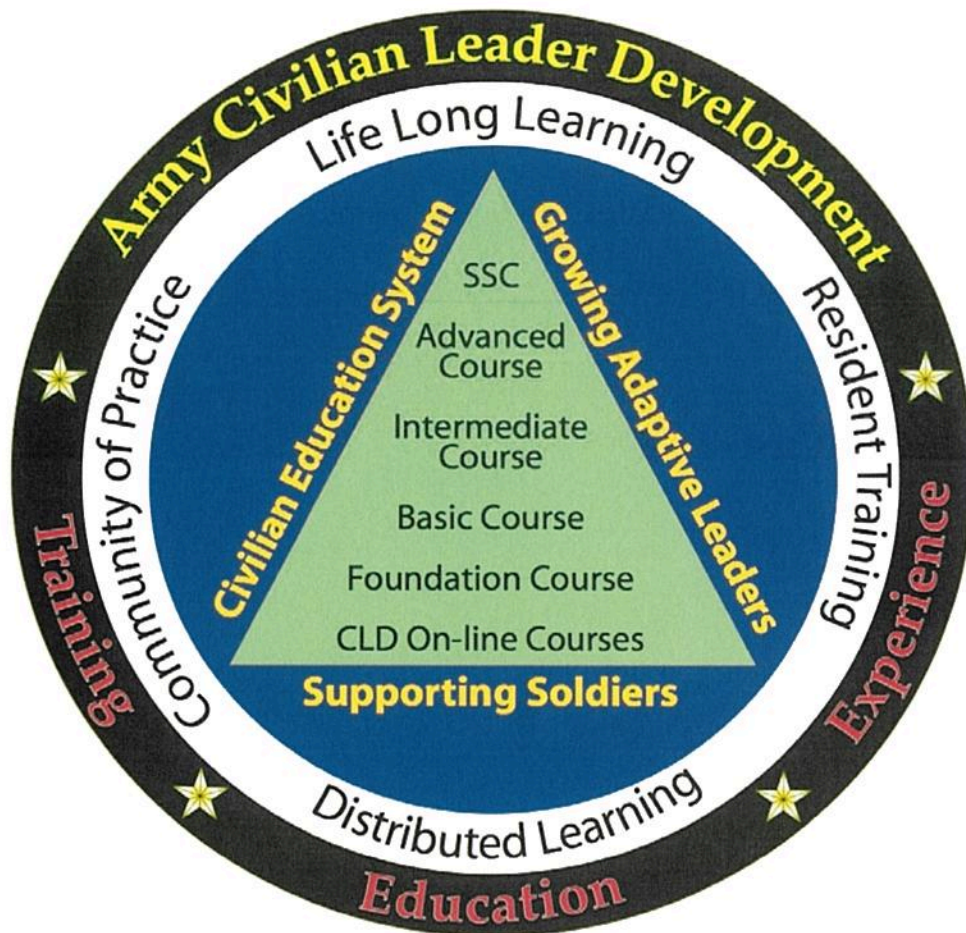 Army Civilian Leader Development
Life Long Learning
Community of Practice
Resident Training
Civilian Education System
Growing Adaptive Leaders
SSC
Advanced
Course
Intermediate
Course
Basic Course
Foundation Course
CLD On-line Courses
Supporting Soldiers
Distributed Learning
Training
Education
Experience